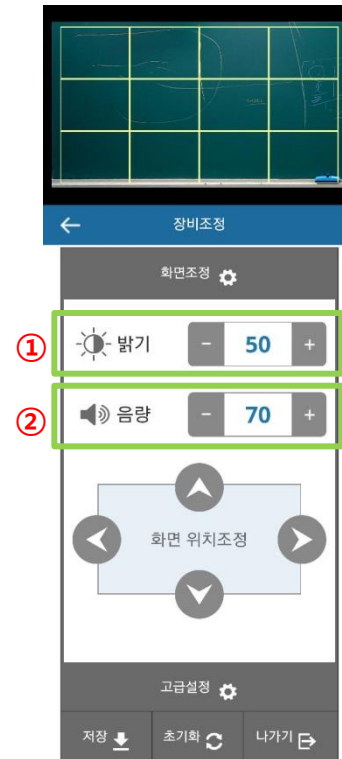 장비조정
화면조정
① 밝기 - 50 +
② 음량 - 70 +
화면 위치조정
고급설정
저장 초기화 나가기